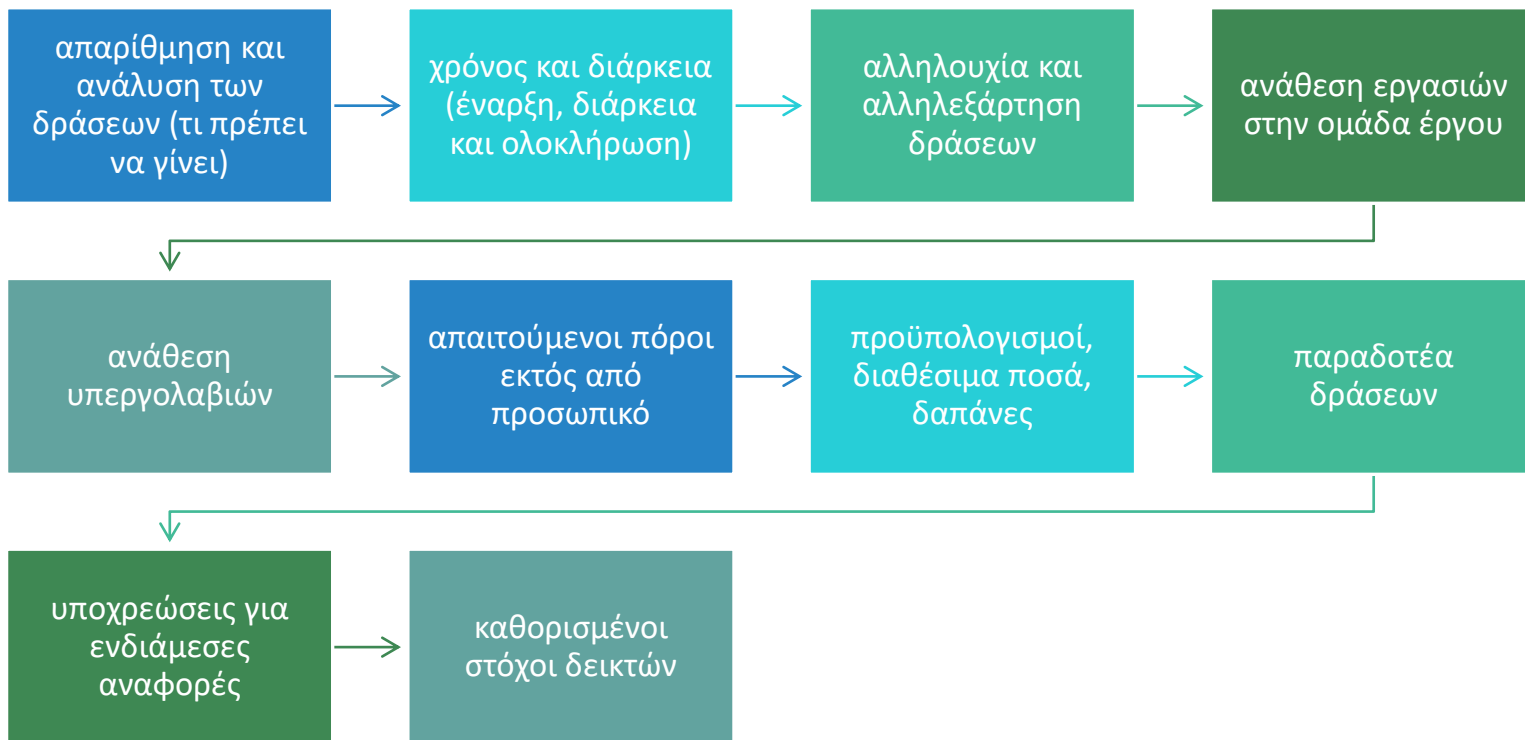 απαρίθμηση και
ανάλυση των
δράσεων (τι πρέπει
να γίνει)
χρόνος και διάρκεια
(έναρξη, διάρκεια
και ολοκλήρωση)
αλληλουχία και
αλληλεξάρτηση
δράσεων
ανάθεση εργασιών
στην ομάδα έργου
ανάθεση
υπεργολαβιών
απαιτούμενοι πόροι
εκτός από
προσωπικό
προϋπολογισμοί,
διαθέσιμα ποσά,
δαπάνες
παραδοτέα
δράσεων
υποχρεώσεις για
ενδιάμεσες
αναφορές
καθορισμένοι
στόχοι δεικτών